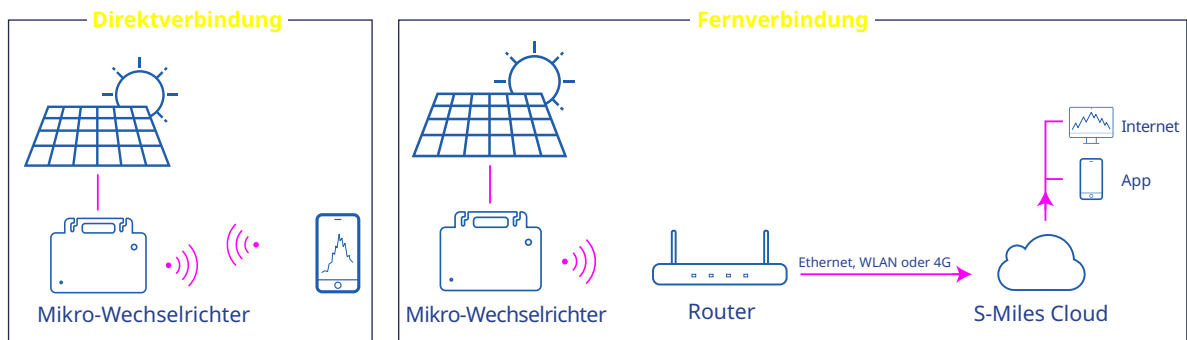 Direktverbindung
Mikro-Wechselrichter
Fernverbindung
Mikro-Wechselrichter
Router
Ethernet, WLAN oder 4G
S-Miles Cloud
Internet
App